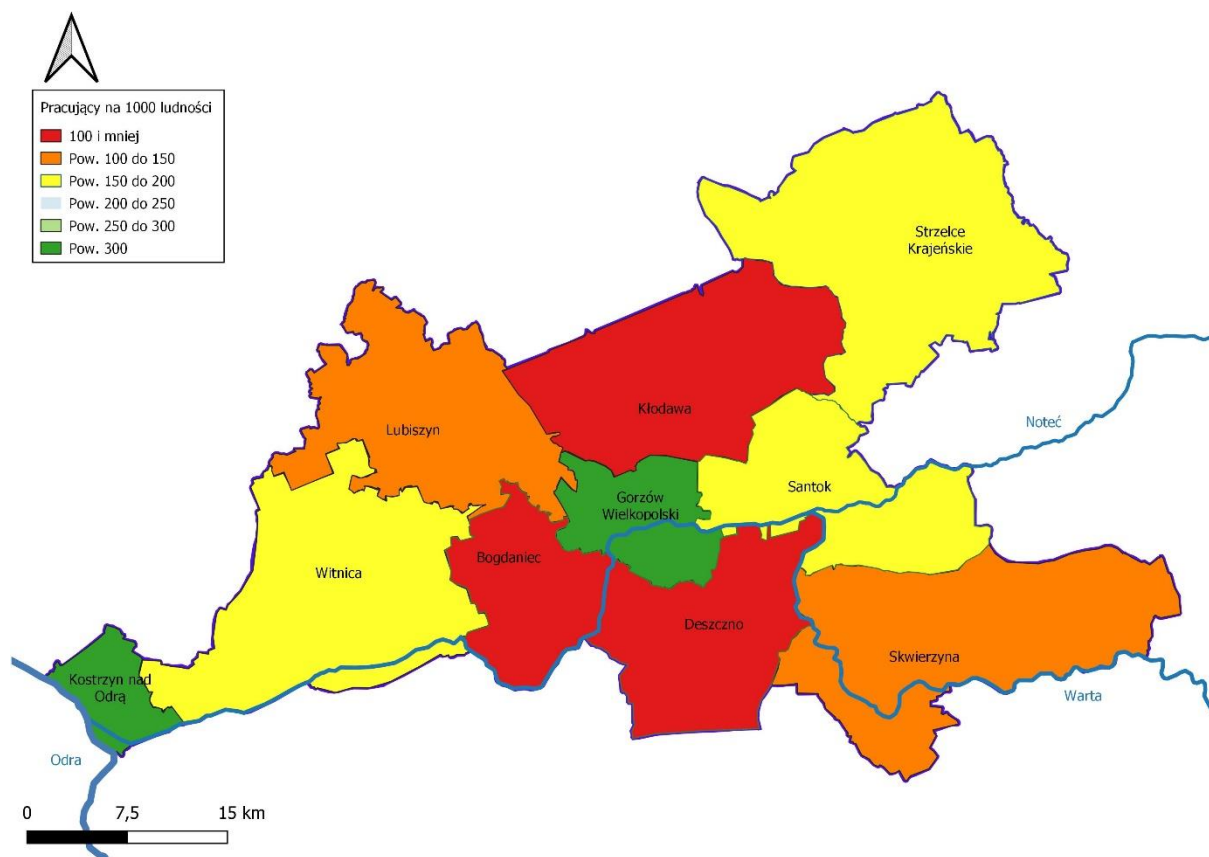 Pracujący na 1000 ludności
100 i mniej
Pow. 100 do 150
Pow. 150 do 200
Pow. 200 do 250
Pow. 250 do 300
Pow. 300
Strzelce
Krajeńskie
Kłodawa
Lubiszyn
Noteć
Santok
Gorzów
Wielkopolski
Bogdaniec
Witnica
Deszczno
Skwierzyna
Kostrzyn nad
Odrą
Warta
Odra
0 7,5 15 km